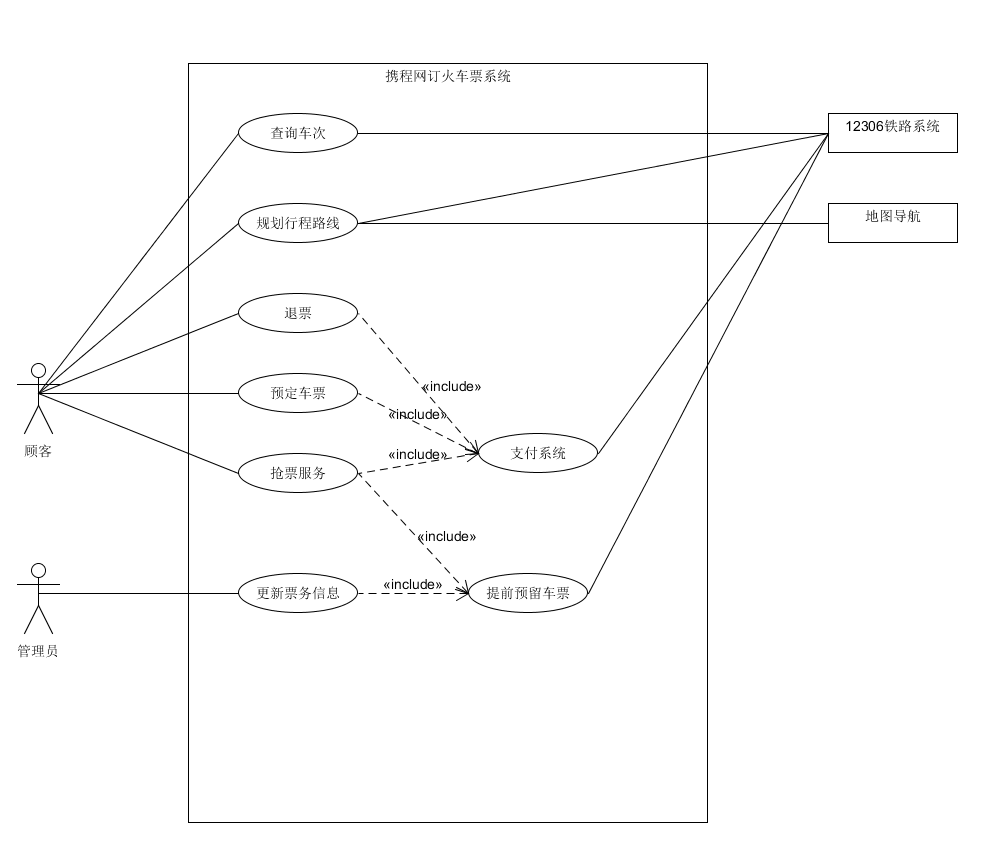 携程网订火车票系统
查询车次
12306铁路系统
规划行程路线
地图导航
退票
«include»
预定车票
«include»
顾客
«include»
支付系统
抢票服务
«include»
«include»
更新票务信息
提前预留车票
管理员